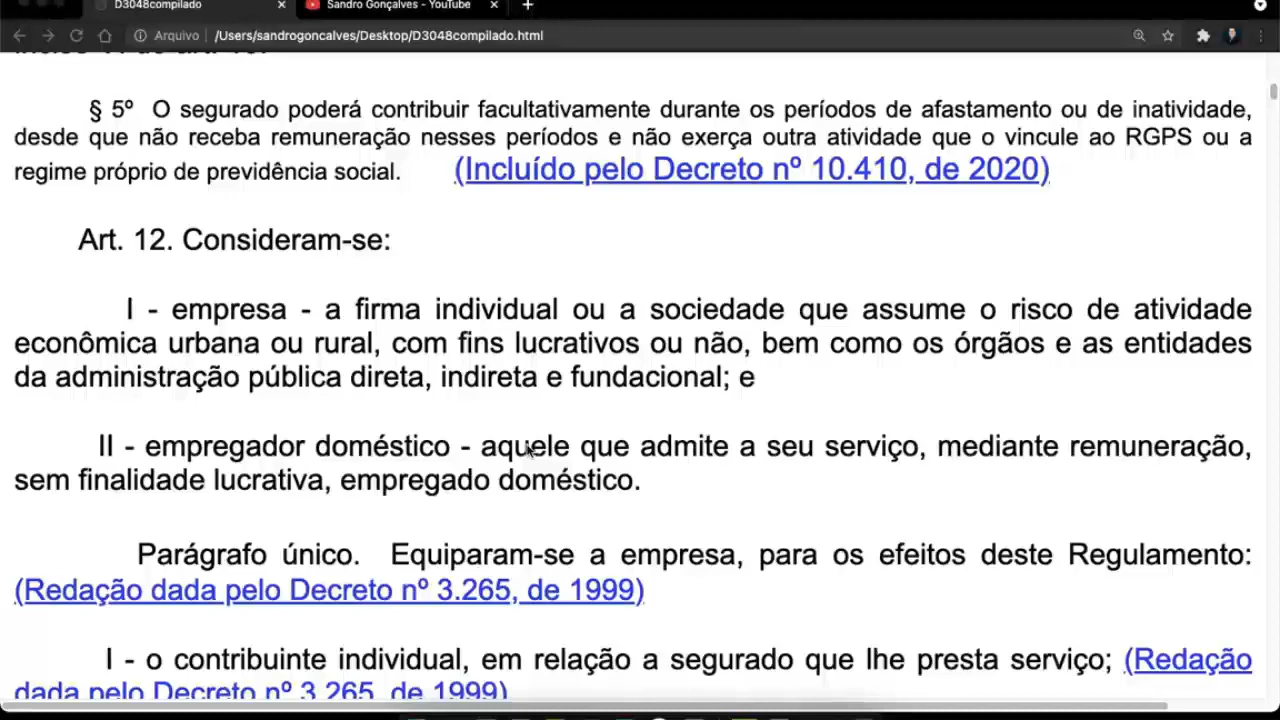 D3048compilado
Sandro Gonçalves - YouTube
Arquivo | /Users/sandrogoncalves/Desktop/D3048compilado.html
§ 5º O segurado poderá contribuir facultativamente durante os períodos de afastamento ou de inatividade,
desde que não receba remuneração nesses períodos e não exerça outra atividade que o vincule ao RGPS ou a
regime próprio de previdência social. (Incluído pelo Decreto nº 10.410, de 2020)
Art. 12. Consideram-se:
I - empresa - a firma individual ou a sociedade que assume o risco de atividade
econômica urbana ou rural, com fins lucrativos ou não, bem como os órgãos e as entidades
da administração pública direta, indireta e fundacional; e
II - empregador doméstico - aquele que admite a seu serviço, mediante remuneração,
sem finalidade lucrativa, empregado doméstico.
Parágrafo único. Equiparam-se a empresa, para os efeitos deste Regulamento:
(Redação dada pelo Decreto nº 3.265, de 1999)
I - o contribuinte individual, em relação a segurado que lhe presta serviço; (Redação
dada pelo Decreto nº 3.265, de 1999)